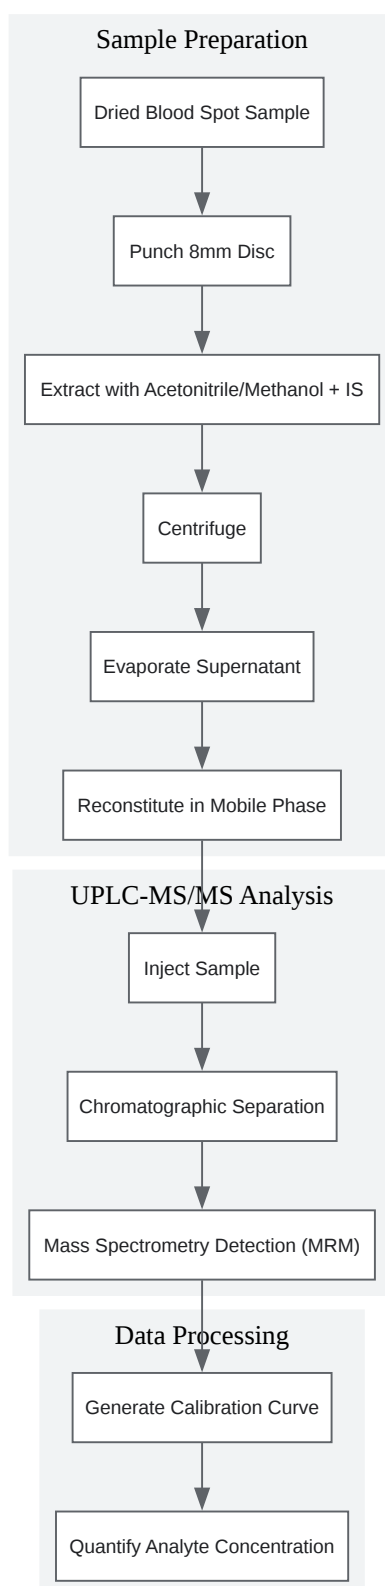 Sample Preparation
Dried Blood Spot Sample
Punch 8mm Disc
Extract with Acetonitrile/Methanol + IS
Centrifuge
Evaporate Supernatant
Reconstitute in Mobile Phase
UPLC-MS/MS Analysis
Inject Sample
Chromatographic Separation
Mass Spectrometry Detection (MRM)
Data Processing
Generate Calibration Curve
Quantify Analyte Concentration